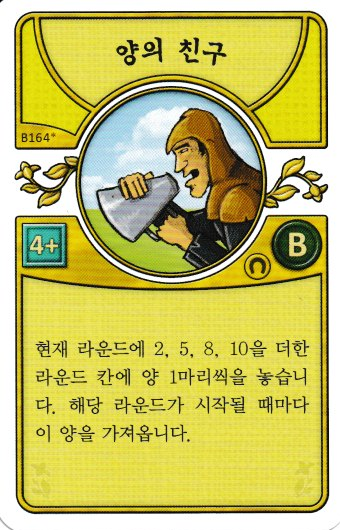 양의 친구
B164*
4+
B
현재 라운드에 2, 5, 8, 10을 더한
라운드 칸에 양 1마리씩을 놓습니
다. 해당 라운드가 시작될 때마다
이 양을 가져옵니다.